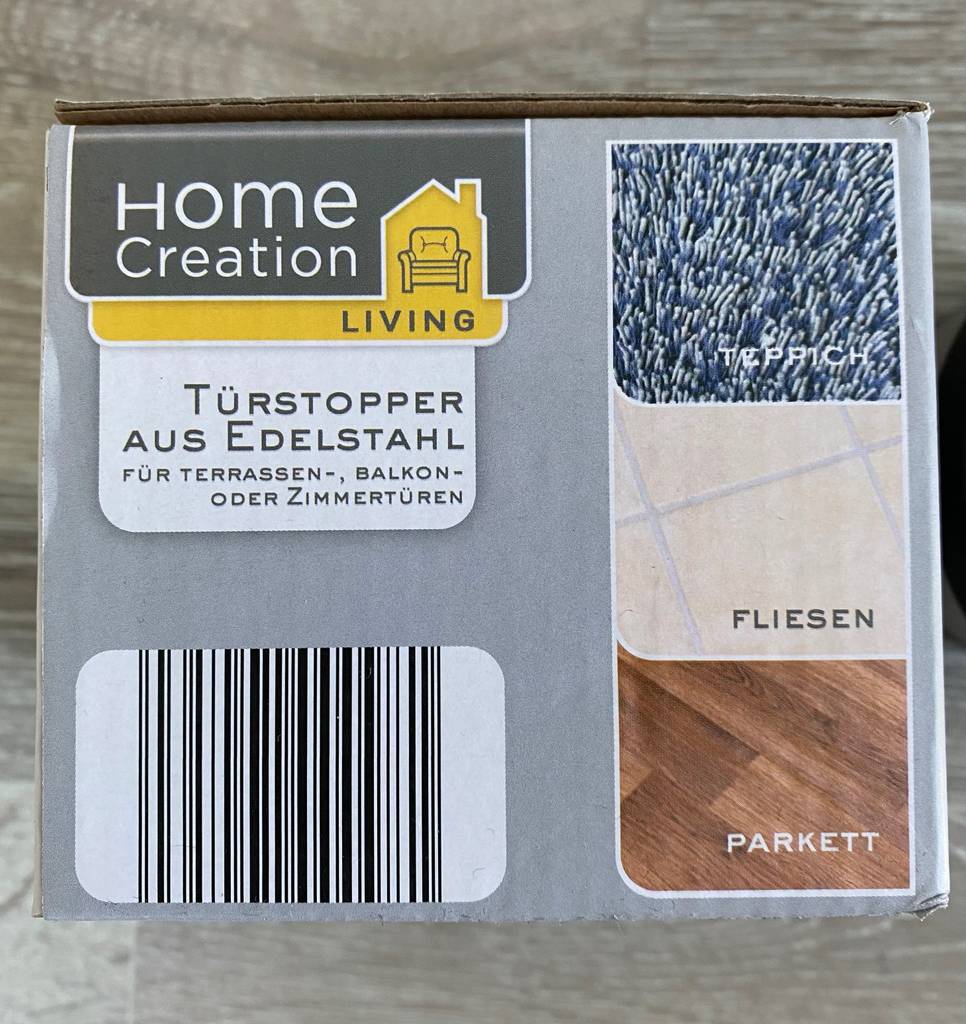 Home
Creation
LIVING
TÜRSTOPPER
AUS EDELSTAHL
FÜR TERRASSEN-, BALKON-
ODER ZIMMERTÜREN
TEPPICH
FLIESEN
PARKETT